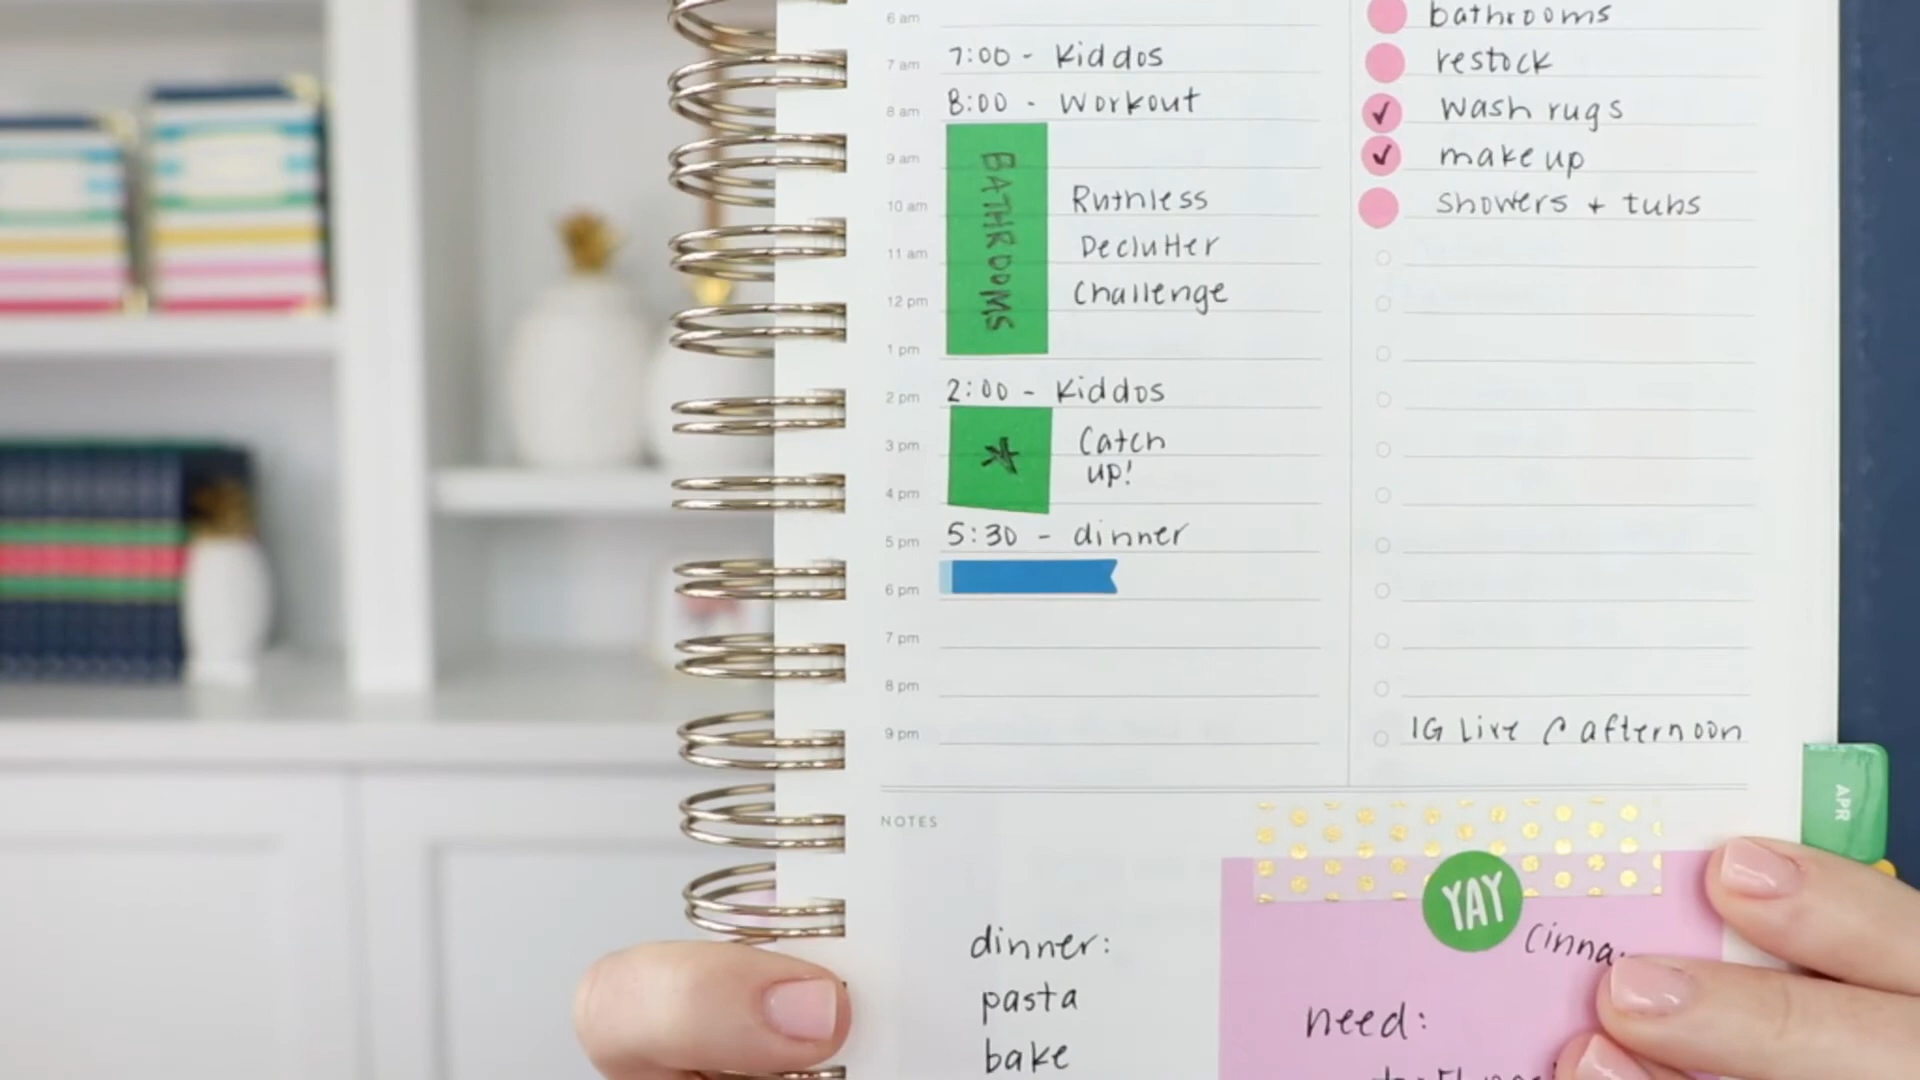 6 am
7 am 7:00 - Kiddos
8 am 8:00 - Workout
9 am
BATHROOMS
10 am Ruthless
11 am Declutter
12 pm Challenge
1 pm
2 pm 2:00 - Kiddos
3 pm Catch
up!
4 pm
5 pm 5:30 - dinner
6 pm
7 pm
8 pm
9 pm
bathrooms
restock
wash rugs
makeup
showers + tubs
IG Live afternoon
NOTES
dinner:
pasta
bake
YAY
need:
APR